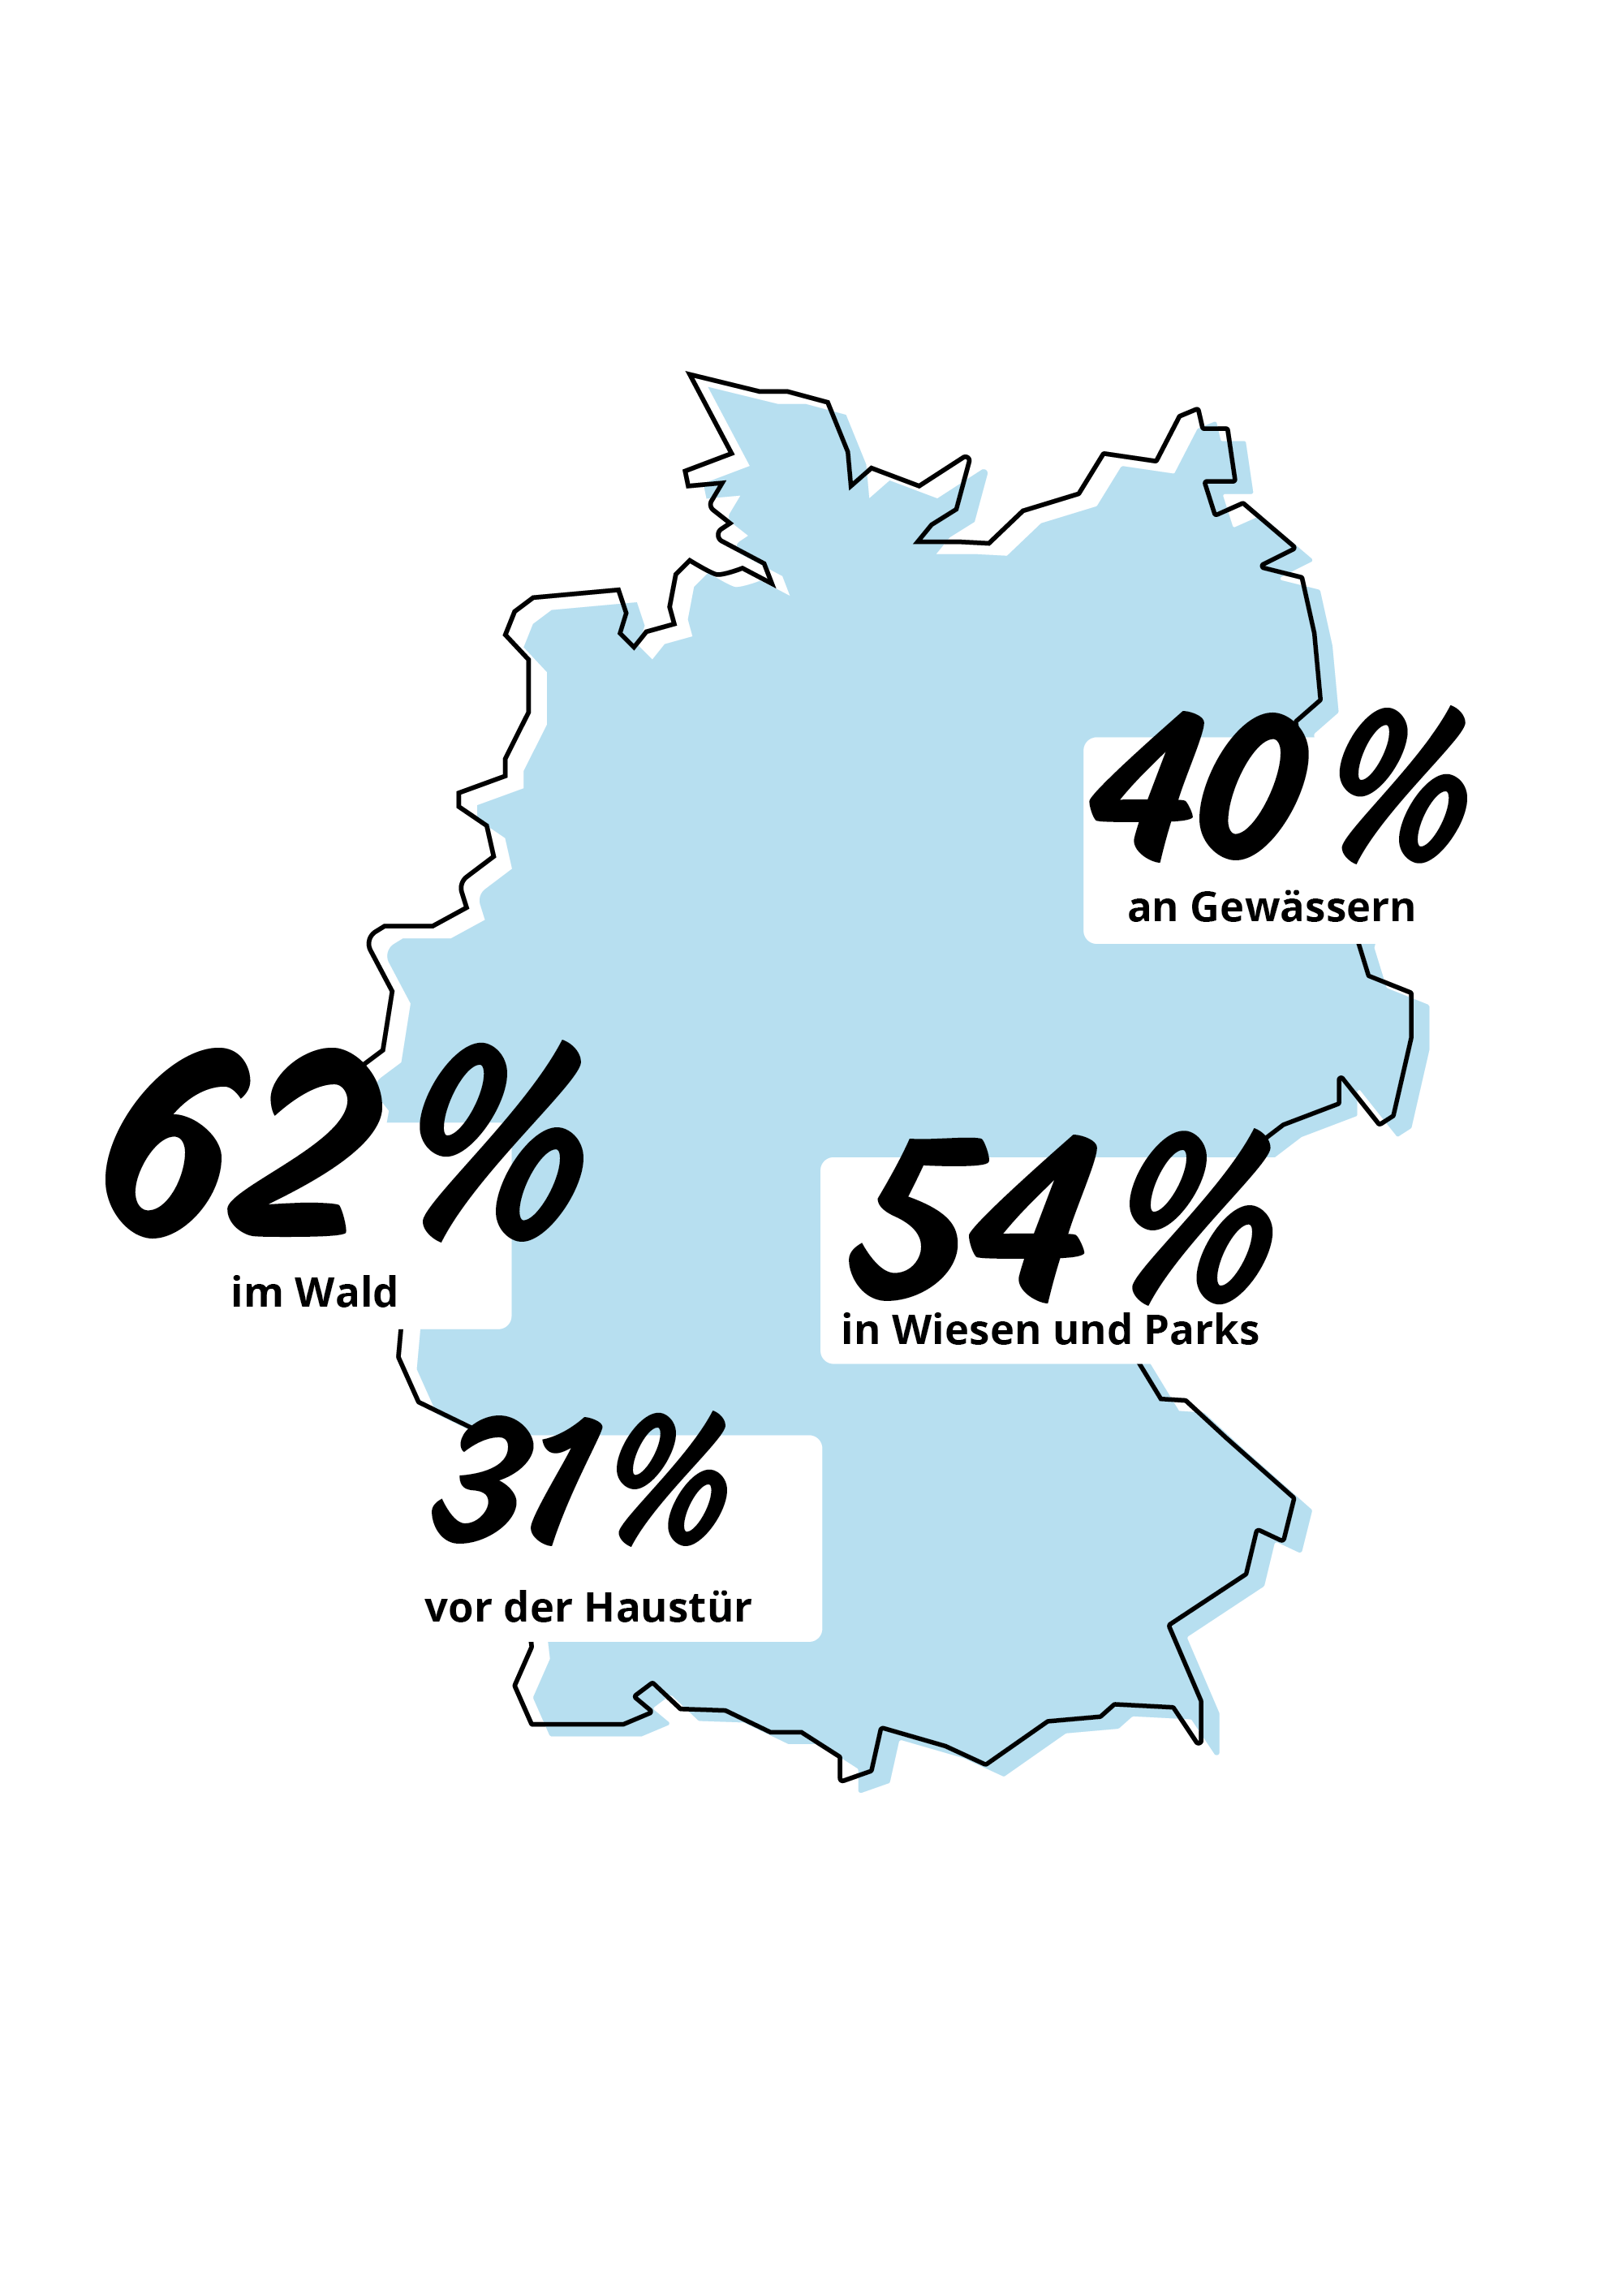 40 %
an Gewässern
62 %
im Wald
54 %
in Wiesen und Parks
31 %
vor der Haustür